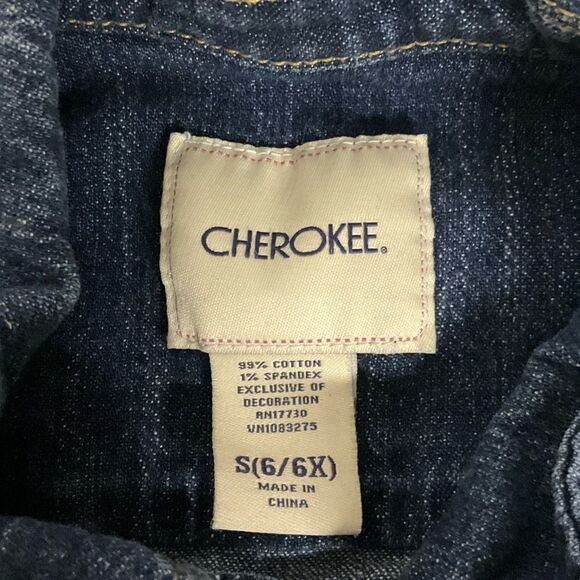 CHEROKEE®
99% COTTON
1% SPANDEX
EXCLUSIVE OF
DECORATION
RN17730
VN1083275
S(6/6X)
MADE IN
CHINA